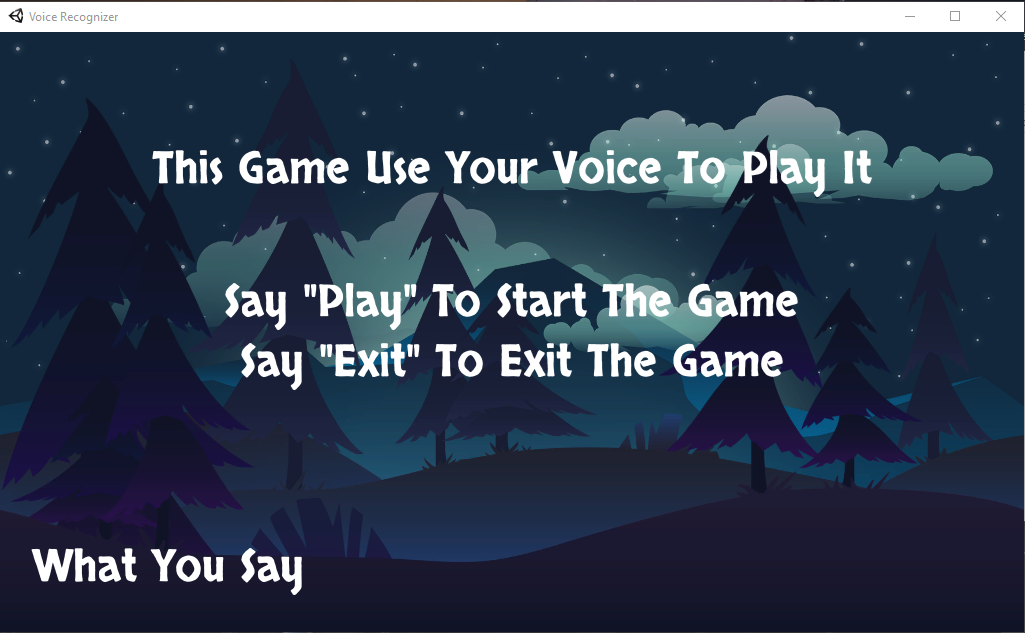 Voice Recognizer
This Game Use Your Voice To Play It
Say "Play" To Start The Game
Say "Exit" To Exit The Game
What You Say